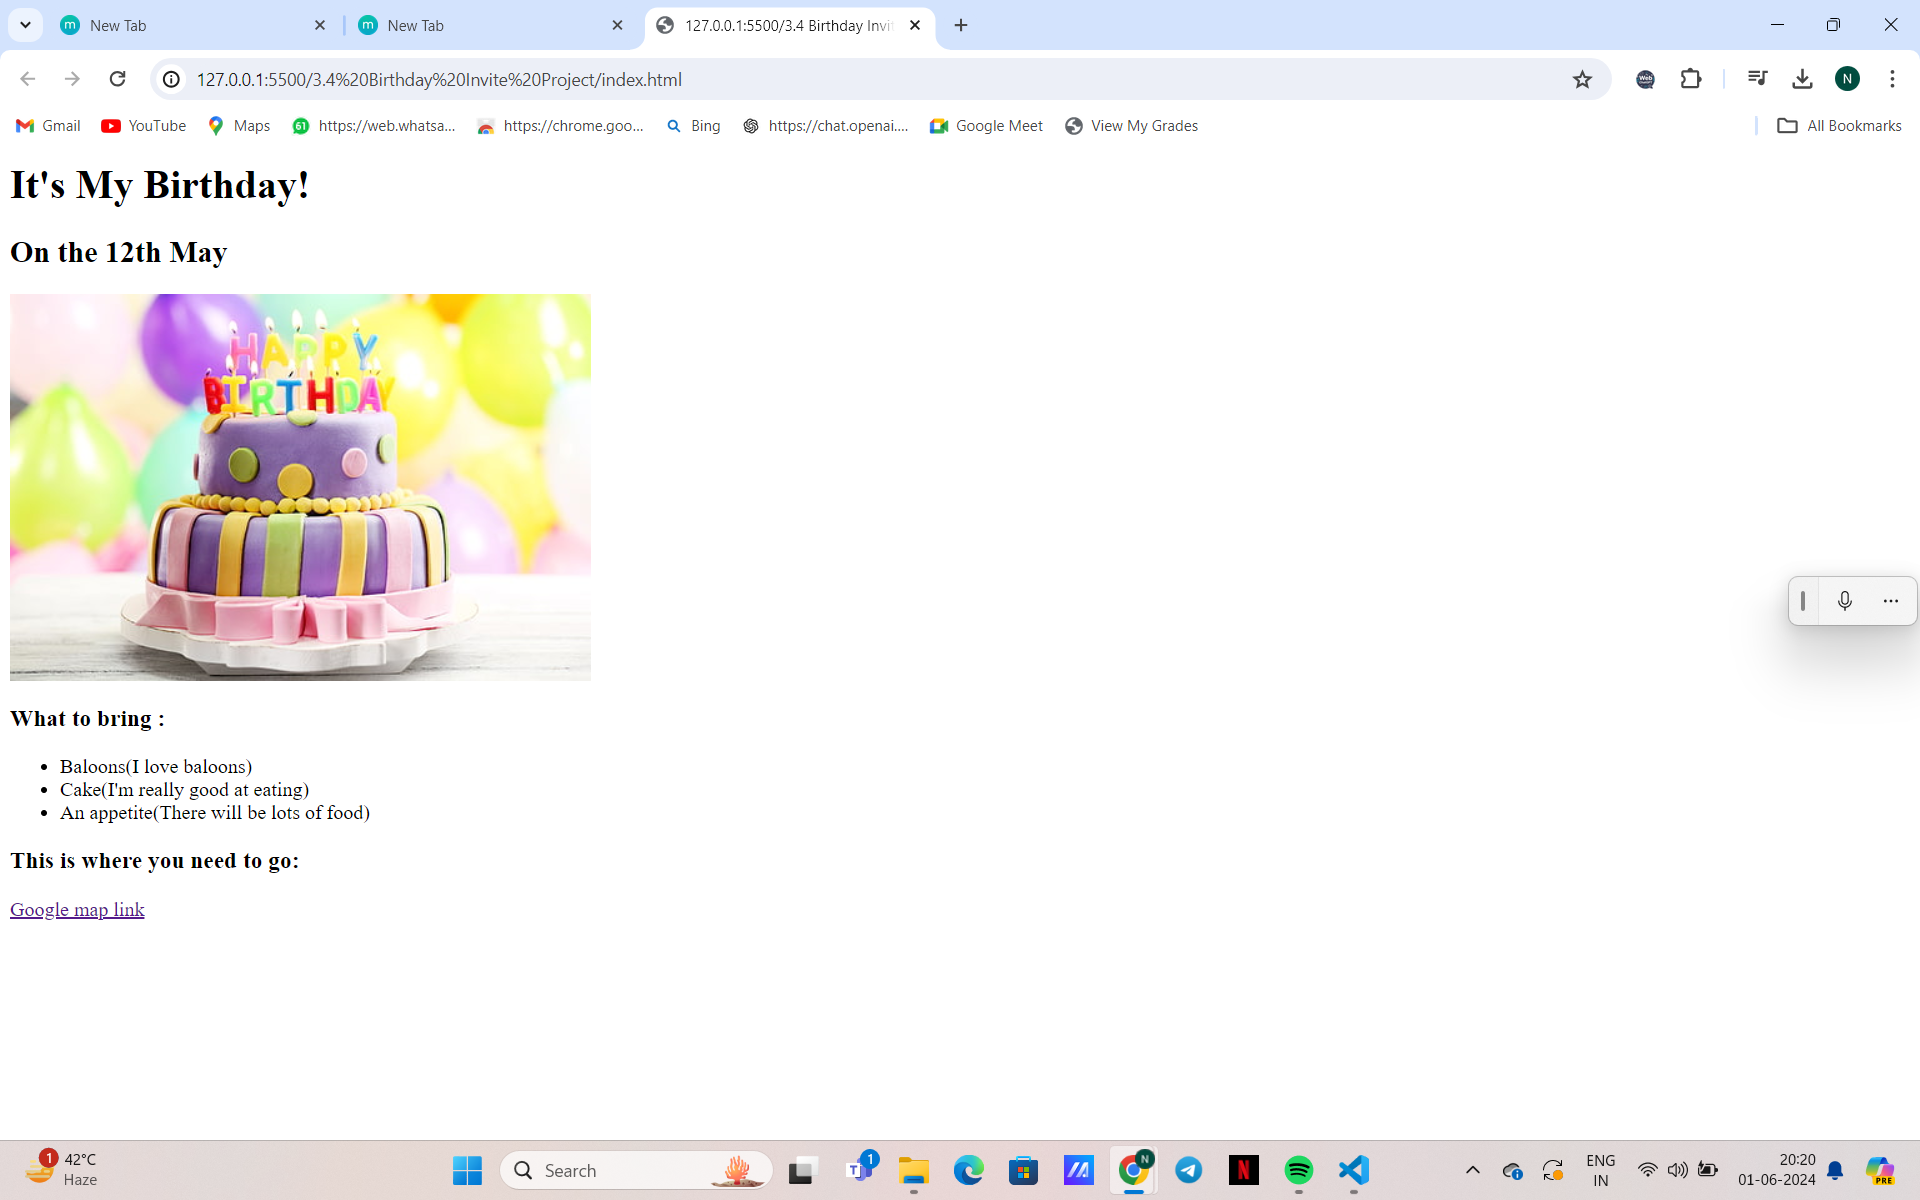 New Tab
New Tab
127.0.0.1:5500/3.4 Birthday Invi
127.0.0.1:5500/3.4%20Birthday%20Invite%20Project/index.html
N
Gmail
YouTube
Maps
61
https://web.whatsa...
https://chrome.goo...
Bing
https://chat.openai....
Google Meet
View My Grades
All Bookmarks
It's My Birthday!
On the 12th May
HAPPY
BIRTHDAY
What to bring :
Baloons(I love baloons)
Cake(I'm really good at eating)
An appetite(There will be lots of food)
This is where you need to go:
Google map link
1
42°C
Haze
Search
1
N
N
ENG
IN
20:20
01-06-2024
PRE